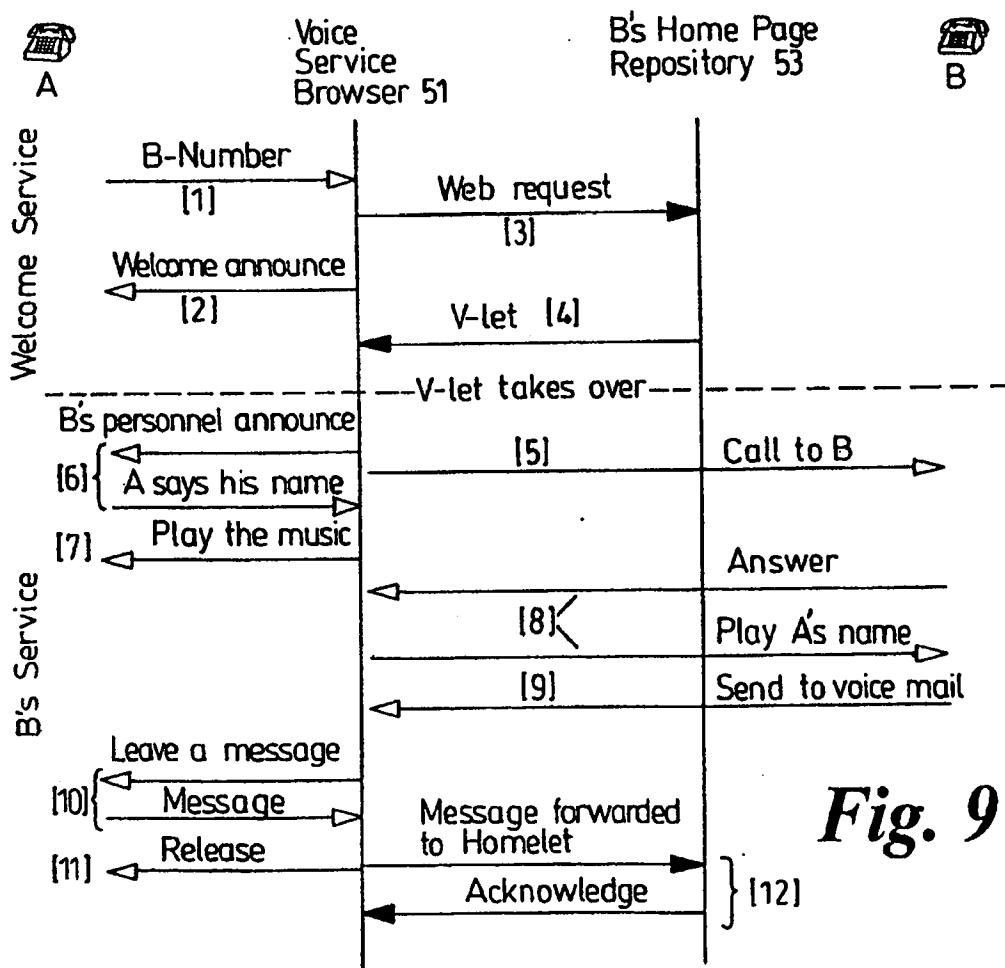 A
Voice
Service
Browser 51
B's Home Page
Repository 53
B
Welcome Service
B-Number
[1]
Web request
[3]
Welcome announce
[2]
V-let [4]
V-let takes over
B's Service
B's personnel announce
[5]
Call to B
[6]
A says his name
[7]
Play the music
Answer
[8]
Play A's name
[9]
Send to voice mail
Leave a message
[10]
Message
Message forwarded
to Homelet
[11]
Release
Acknowledge
[12]
Fig. 9